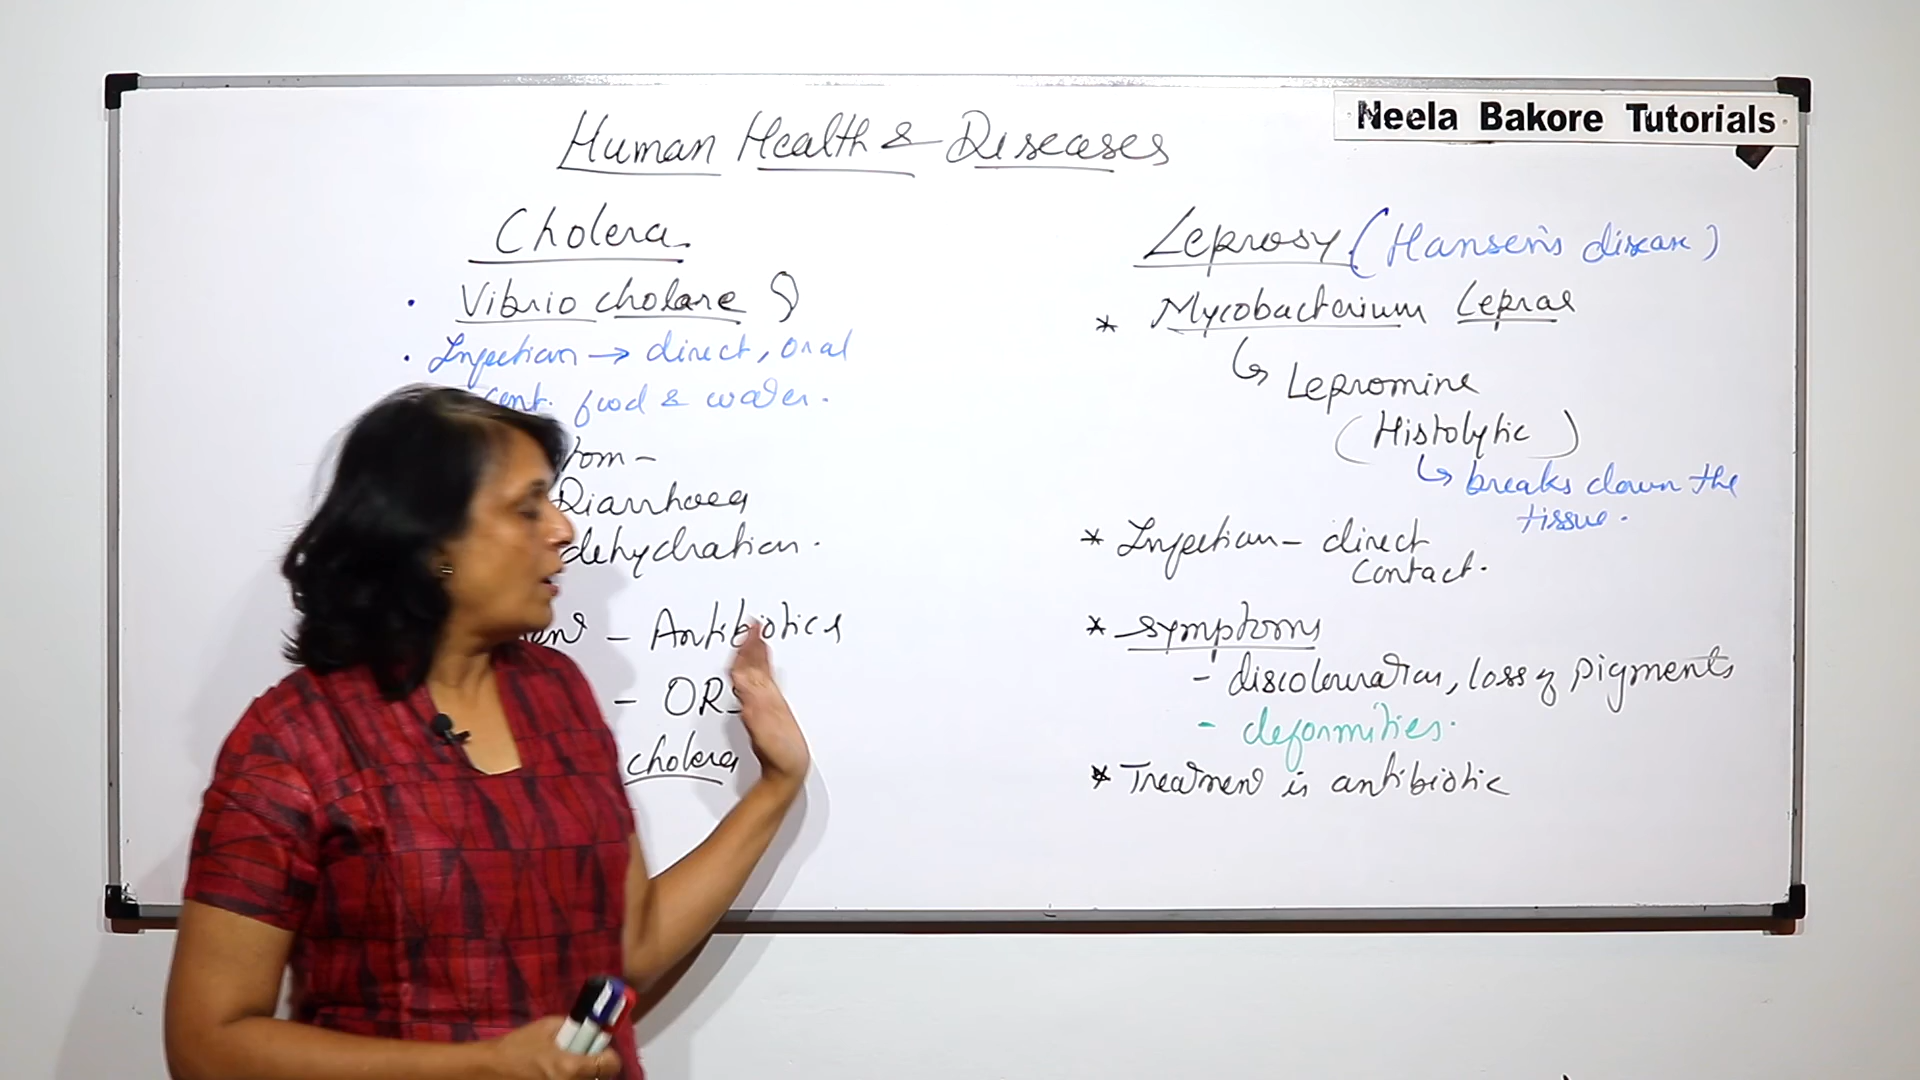 Neela Bakore Tutorials
Human Health & Diseases
Cholera
• Vibrio cholare
• Infection → direct, oral
cont. food & water.
tom –
Diarrhoea
dehydration.
– Antibiotics
– ORS
cholera
Leprosy (Hansen's disease)
* Mycobacterium Leprae
↳ Lepromine
(Histolytic)
↳ breaks down the
tissue.
* Infection – direct
contact.
* Symptoms
- discolouration, loss of pigments
- deformities.
* Treatment is antibiotic